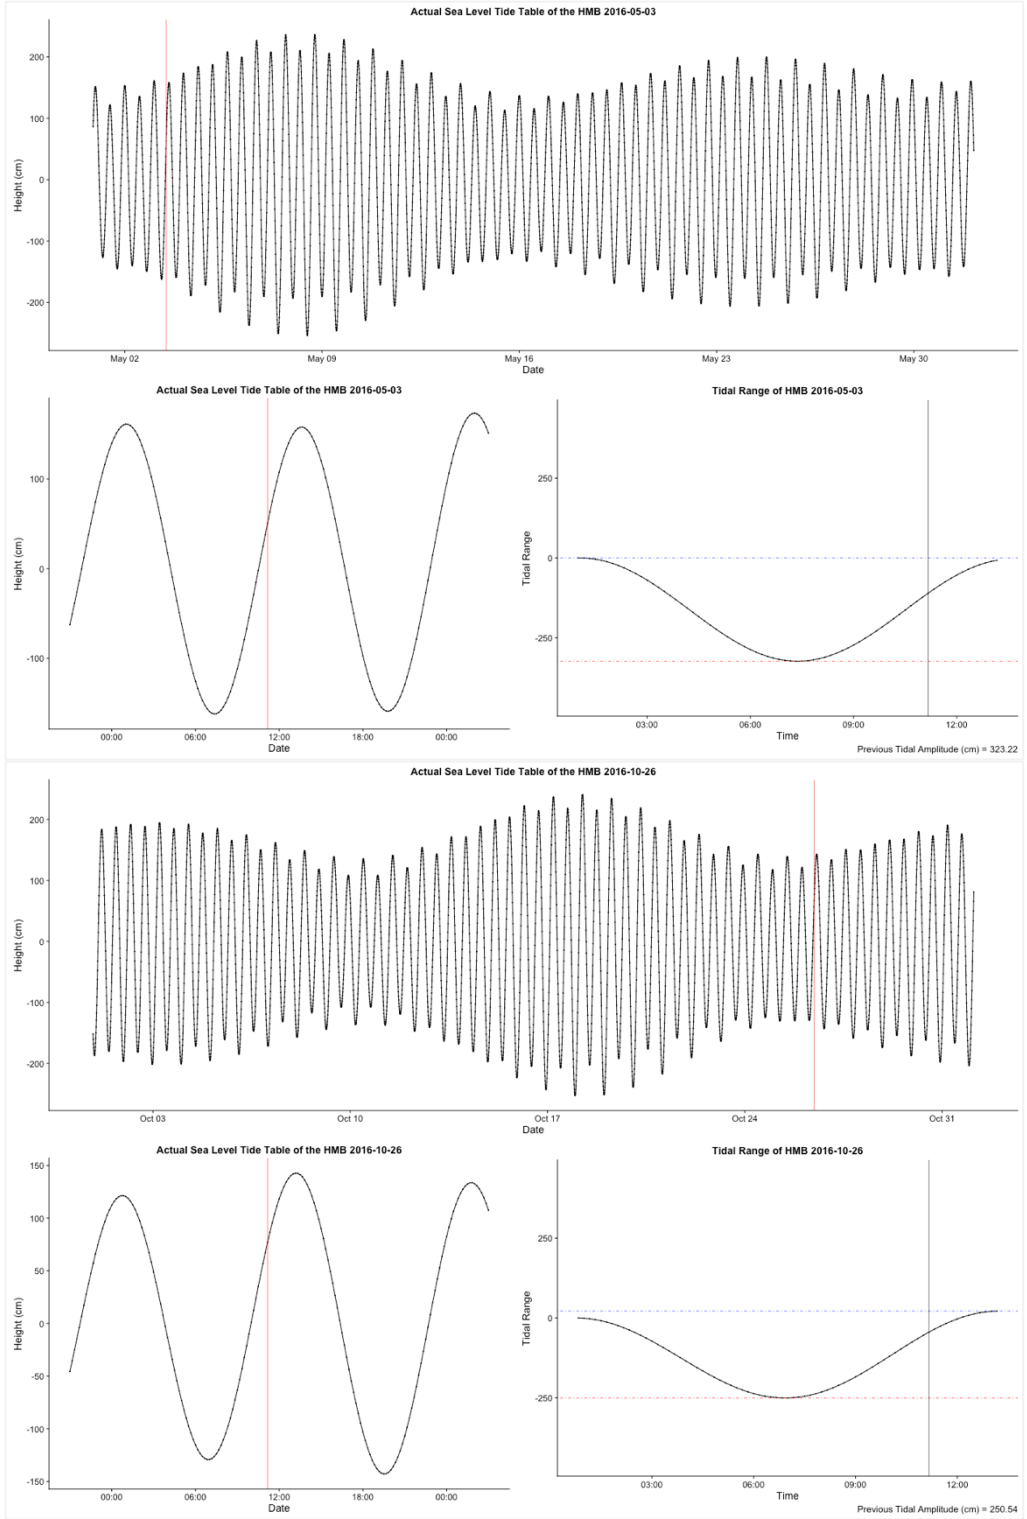 Actual Sea Level Tide Table of the HMB 2016-05-03
Height (cm)
200
100
0
-100
-200
May 02 May 09 May 16 May 23 May 30
Date
Actual Sea Level Tide Table of the HMB 2016-05-03
Height (cm)
100
0
-100
00:00 06:00 12:00 18:00 00:00
Date
Tidal Range of HMB 2016-05-03
Tidal Range
250
0
-250
03:00 06:00 09:00 12:00
Time
Previous Tidal Amplitude (cm) = 323.22
Actual Sea Level Tide Table of the HMB 2016-10-26
Height (cm)
200
100
0
-100
-200
Oct 03 Oct 10 Oct 17 Oct 24 Oct 31
Date
Actual Sea Level Tide Table of the HMB 2016-10-26
Height (cm)
150
100
50
0
-50
-100
-150
00:00 06:00 12:00 18:00 00:00
Date
Tidal Range of HMB 2016-10-26
Tidal Range
250
0
-250
03:00 06:00 09:00 12:00
Time
Previous Tidal Amplitude (cm) = 250.54